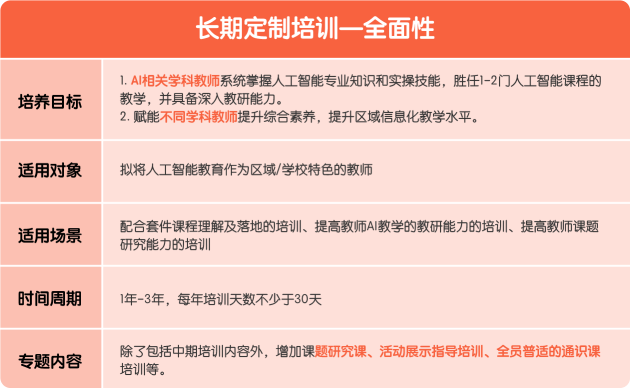 长期定制培训—全面性
培养目标
1. AI相关学科教师系统掌握人工智能专业知识和实操技能，胜任1-2门人工智能课程的
教学，并具备深入教研能力。
2. 赋能不同学科教师提升综合素养，提升区域信息化教学水平。
适用对象
拟将人工智能教育作为区域/学校特色的教师
适用场景
配合套件课程理解及落地的培训、提高教师AI教学的教研能力的培训、提高教师课题
研究能力的培训
时间周期
1年-3年，每年培训天数不少于30天
专题内容
除了包括中期培训内容外，增加课题研究课、活动展示指导培训、全员普适的通识课
培训等。